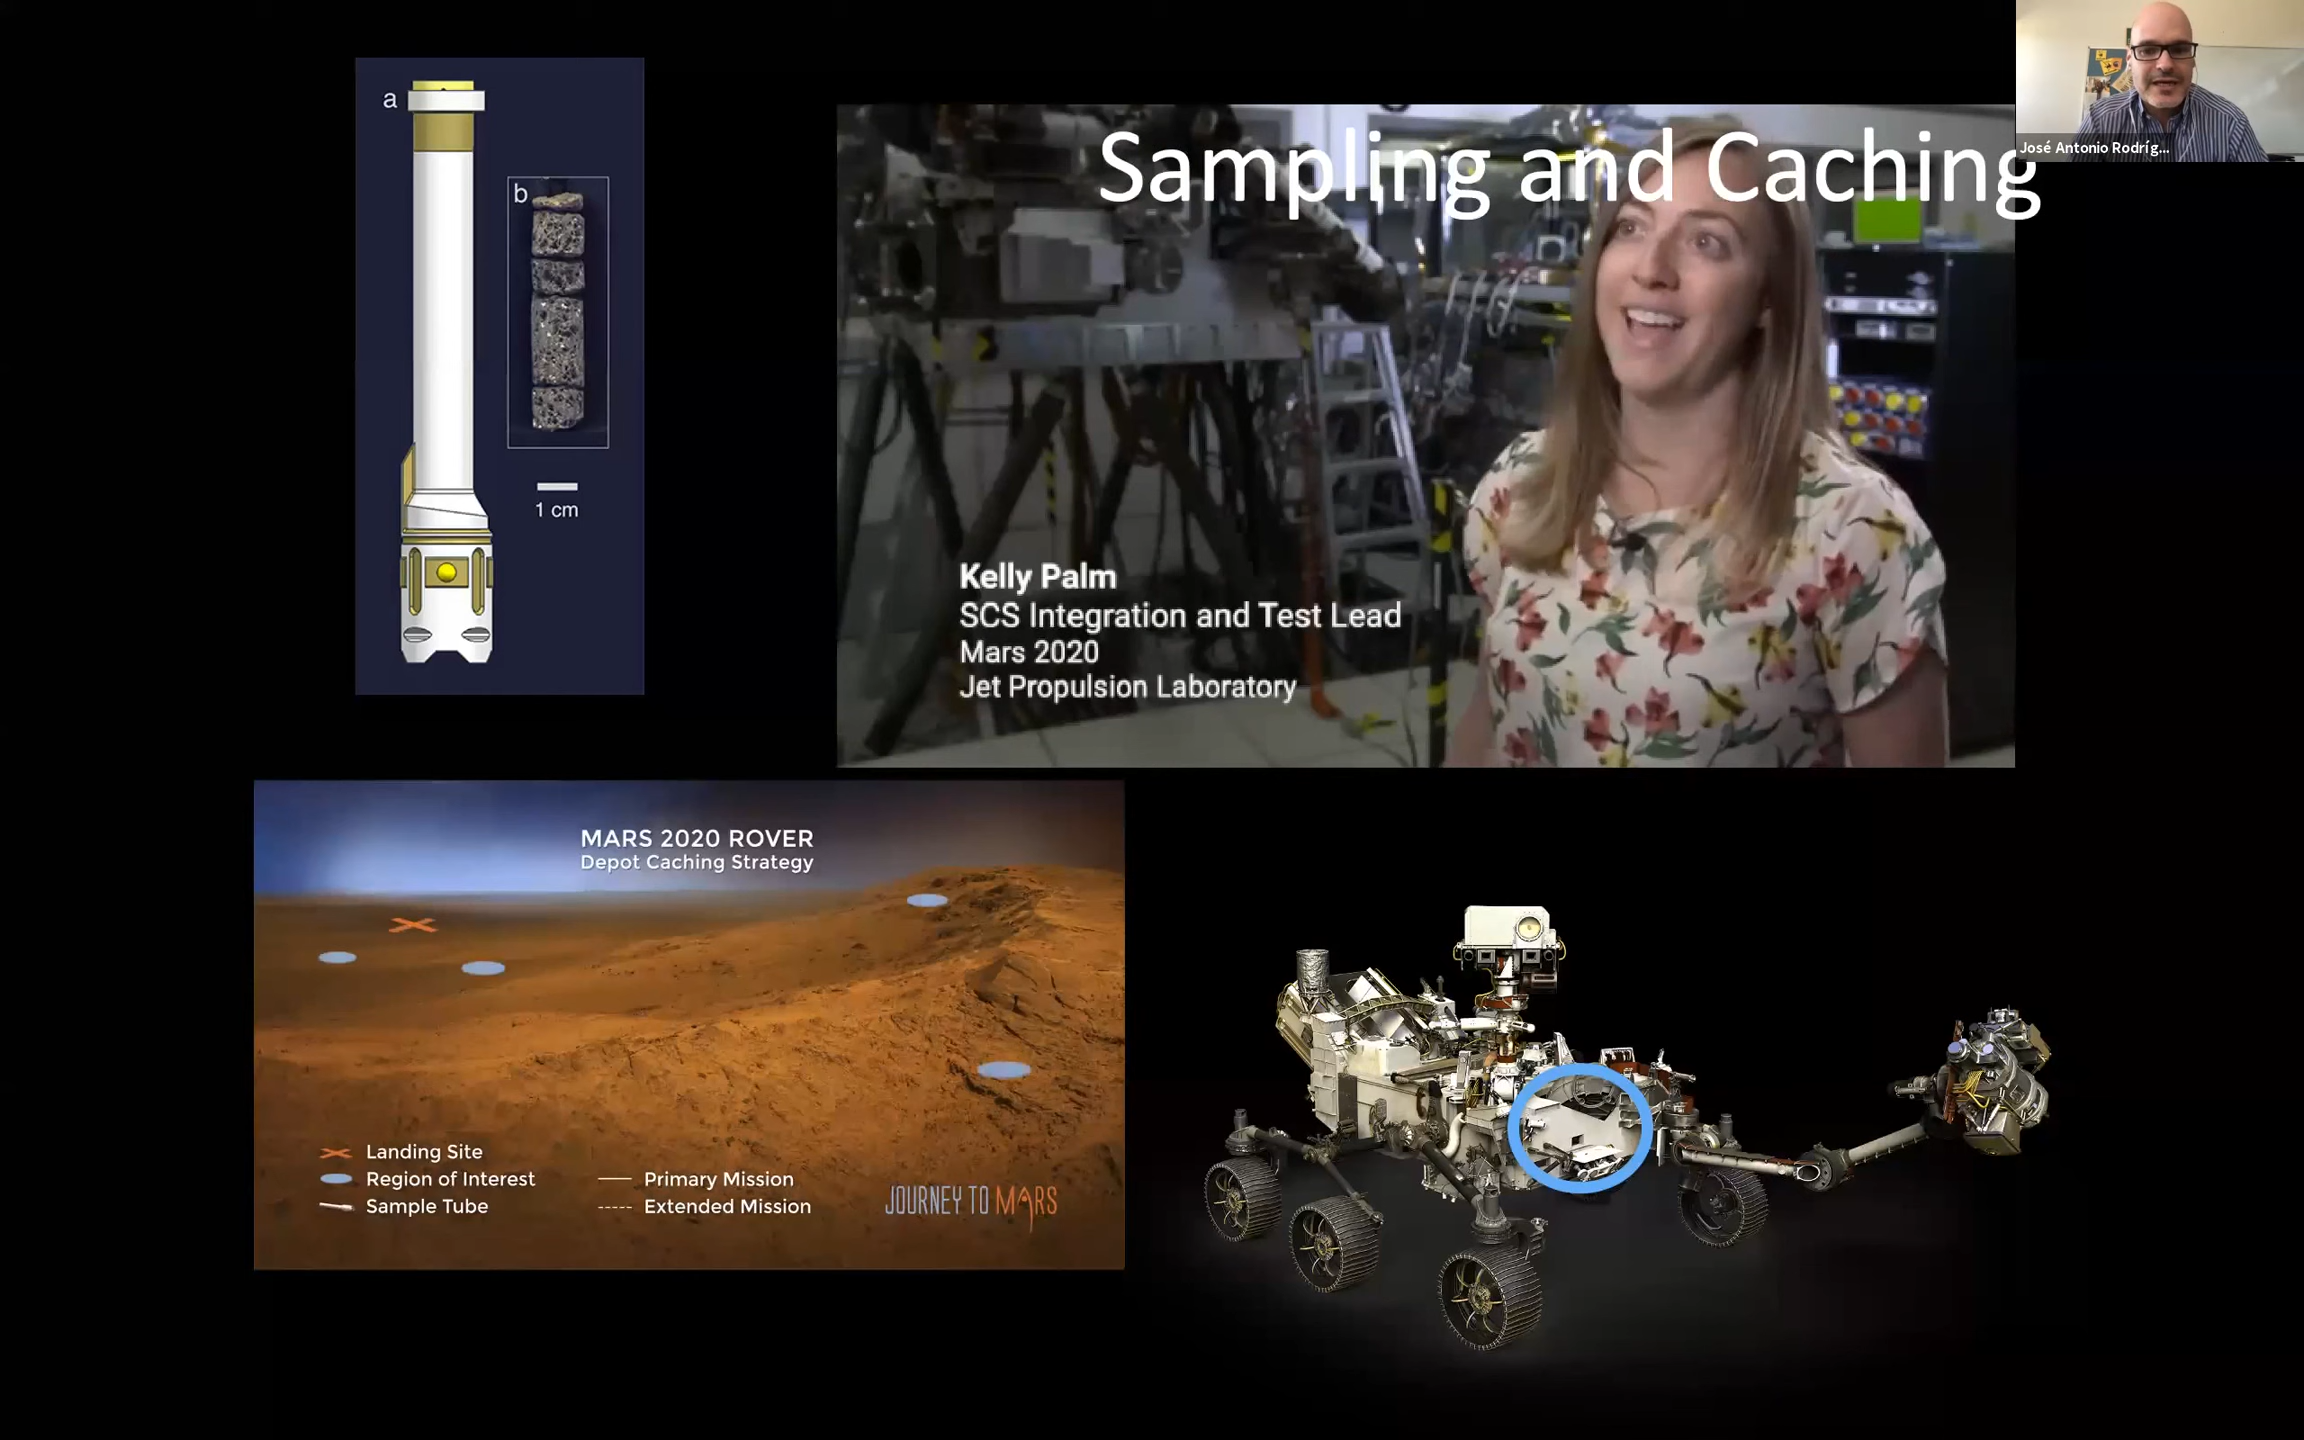 Sampling and Caching
José Antonio Rodríg...
a
b
1 cm
Kelly Palm
SCS Integration and Test Lead
Mars 2020
Jet Propulsion Laboratory
MARS 2020 ROVER
Depot Caching Strategy
Landing Site
Region of Interest
Sample Tube
Primary Mission
Extended Mission
JOURNEY TO MARS